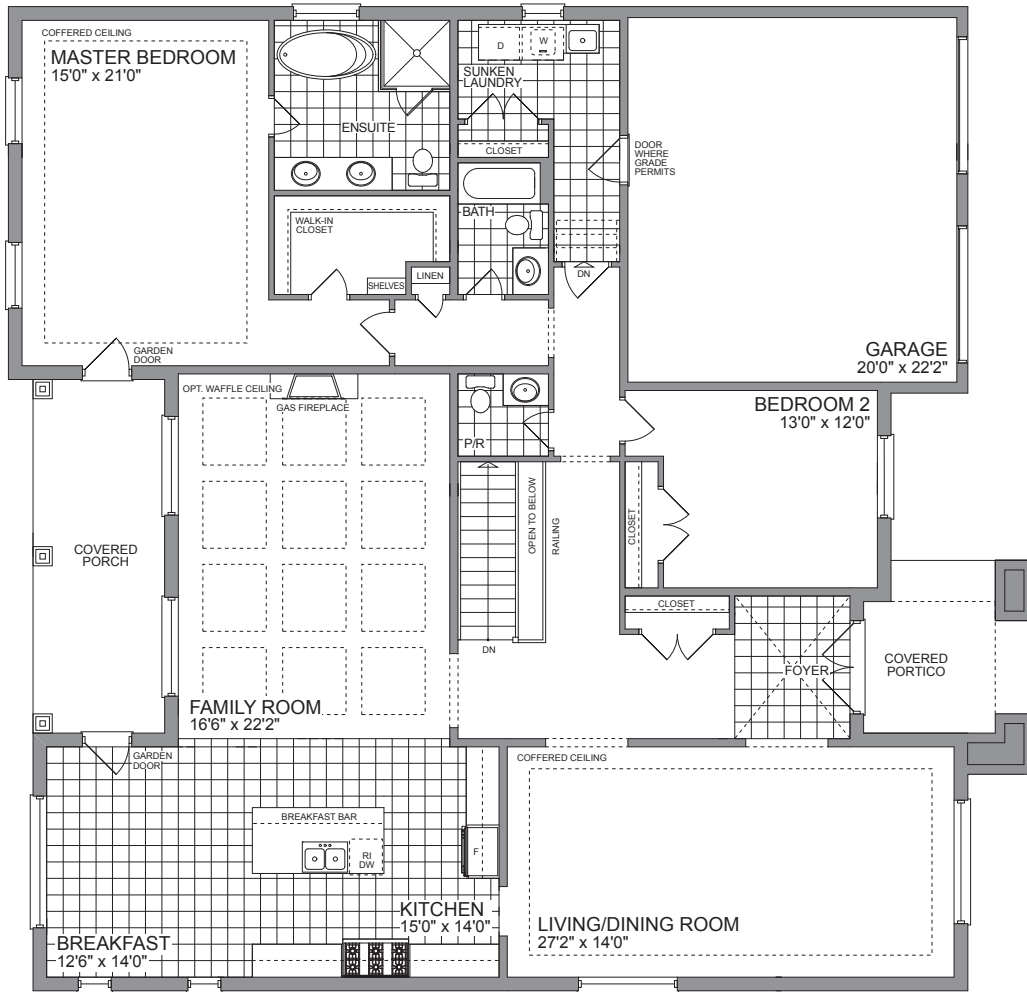 COFFERED CEILING
MASTER BEDROOM
15'0" x 21'0"
ENSUITE
D
W
SUNKEN
LAUNDRY
CLOSET
DOOR
WHERE
GRADE
PERMITS
WALK-IN
CLOSET
SHELVES
LINEN
BATH
DN
GARAGE
20'0" x 22'2"
GARDEN
DOOR
OPT. WAFFLE CEILING
GAS FIREPLACE
P/R
BEDROOM 2
13'0" x 12'0"
COVERED
PORCH
OPEN TO BELOW
RAILING
CLOSET
DN
CLOSET
FOYER
COVERED
PORTICO
FAMILY ROOM
16'6" x 22'2"
GARDEN
DOOR
COFFERED CEILING
BREAKFAST BAR
RI
DW
F
KITCHEN
15'0" x 14'0"
BREAKFAST
12'6" x 14'0"
LIVING/DINING ROOM
27'2" x 14'0"